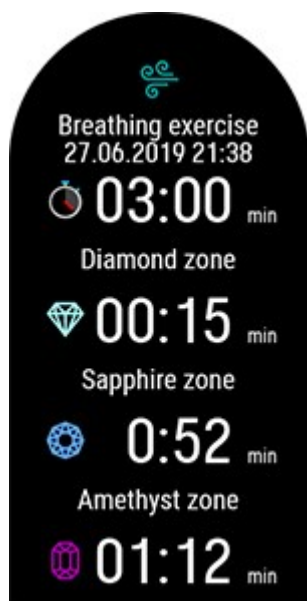 Breathing exercise
27.06.2019 21:38
03:00 min
Diamond zone
00:15 min
Sapphire zone
0:52 min
Amethyst zone
01:12 min